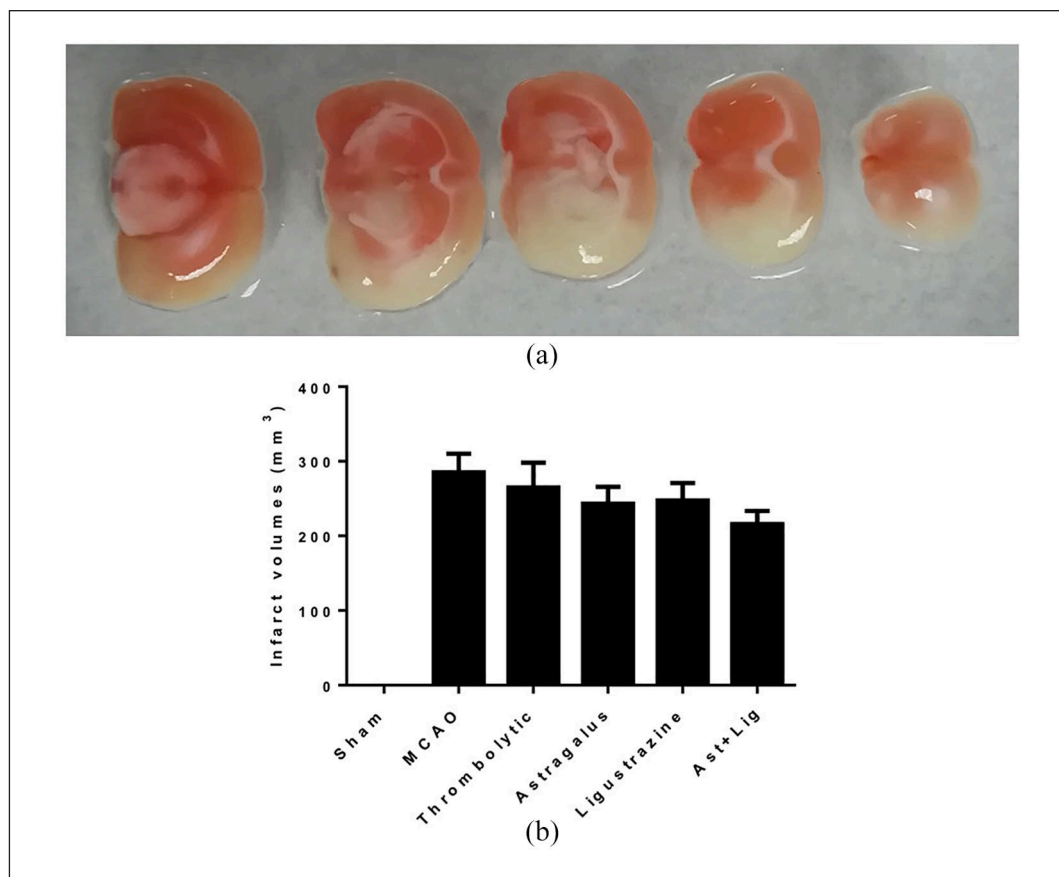 (a)
Infarct volumes (mm³)
400
300
200
100
0
Sham
MCAO
Thrombolytic
Astragalus
Ligustrazine
Ast+Lig
(b)